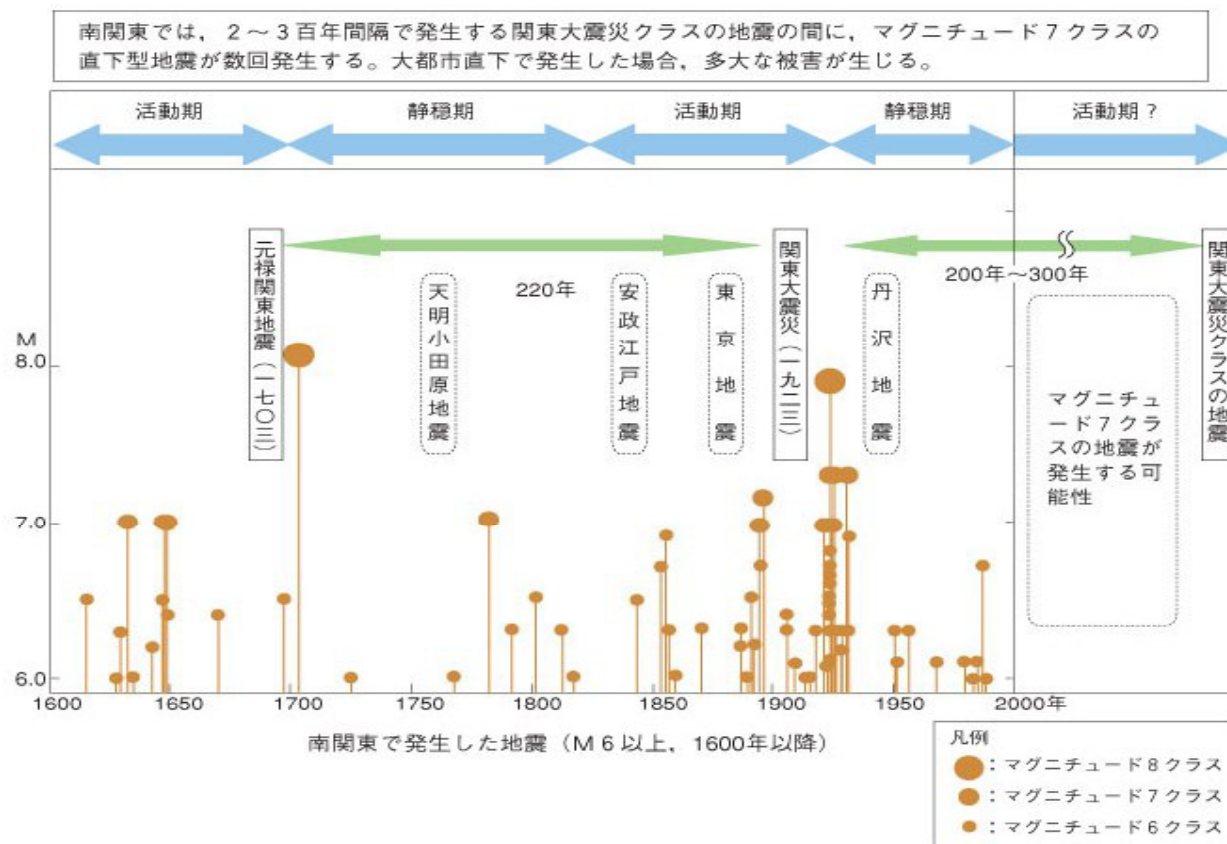 南関東では，２～３百年間隔で発生する関東大震災クラスの地震の間に，マグニチュード７クラスの
直下型地震が数回発生する。大都市直下で発生した場合，多大な被害が生じる。
活動期
静穏期
活動期
静穏期
活動期？
元禄関東地震（一七〇三）
天明小田原地震
220年
安政江戸地震
東京地震
関東大震災（一九二三）
丹沢地震
200年～300年
関東大震災クラスの地震
マグニチュ
ード７クラ
スの地震が
発生する可
能性
M
8.0
7.0
6.0
1600
1650
1700
1750
1800
1850
1900
1950
2000年
南関東で発生した地震（M６以上，1600年以降）
凡例
：マグニチュード８クラス
：マグニチュード７クラス
：マグニチュード６クラス